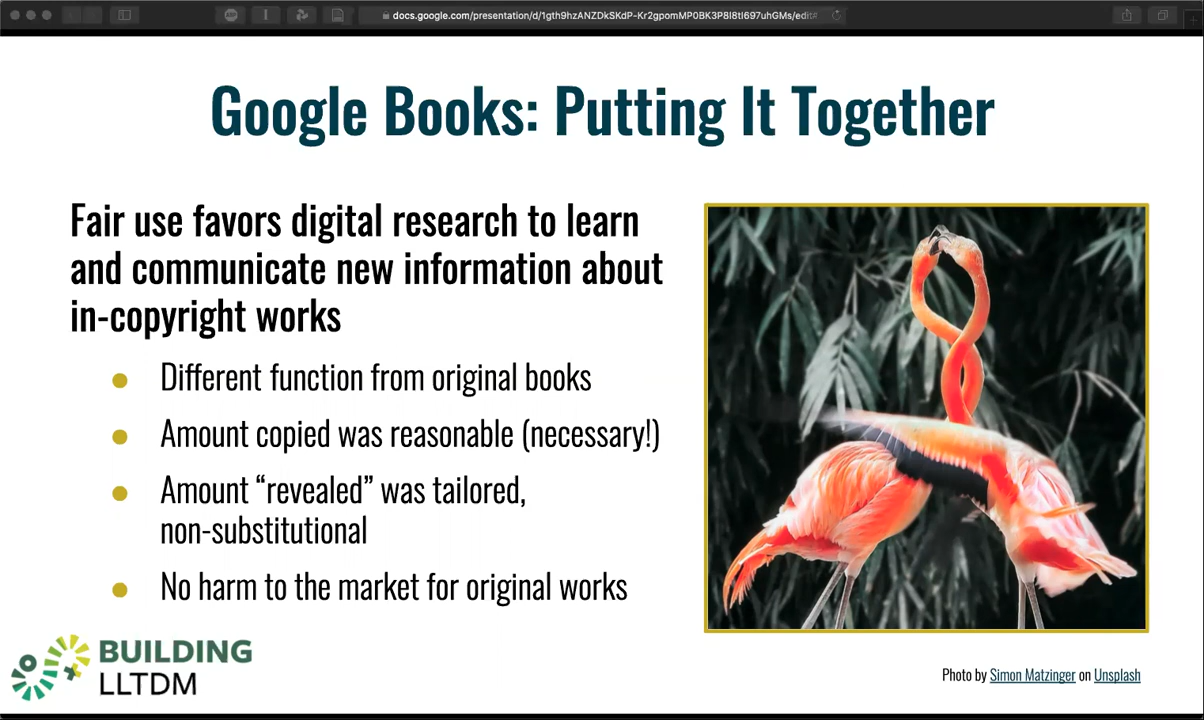 docs.google.com/presentation/d/1gth9hzANZDkSKdP-Kr2gpomMP0BK3P8I8tI697uhGMs/edit#
Google Books: Putting It Together
Fair use favors digital research to learn
and communicate new information about
in-copyright works
Different function from original books
Amount copied was reasonable (necessary!)
Amount “revealed” was tailored,
non-substitutional
No harm to the market for original works
BUILDING
LLTDM
Photo by Simon Matzinger on Unsplash